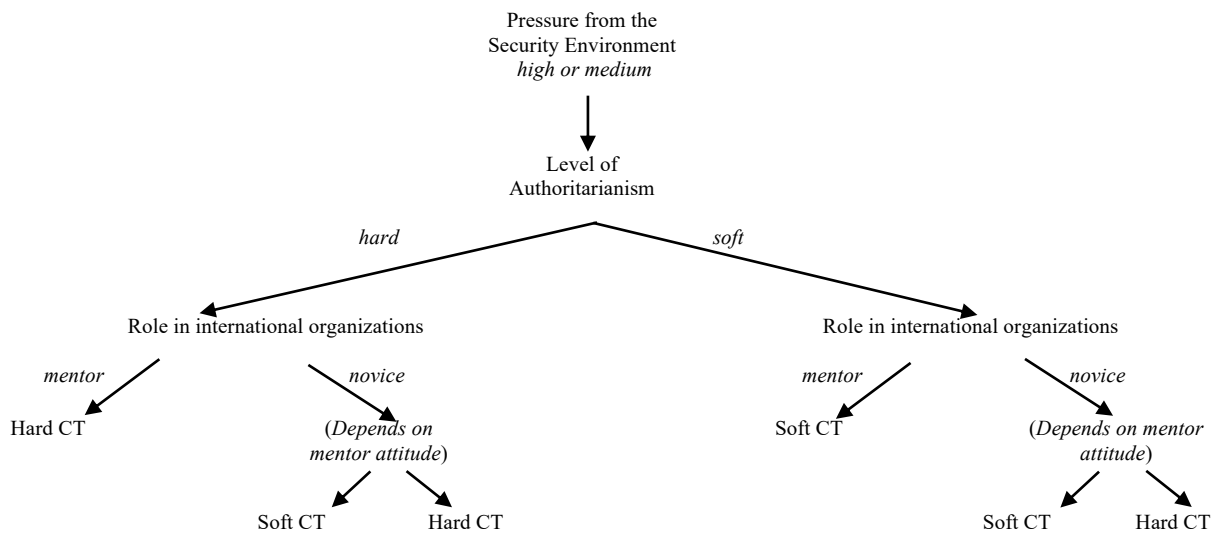 Pressure from the
Security Environment
high or medium
Level of
Authoritarianism
hard
soft
Role in international organizations
Role in international organizations
mentor
novice
mentor
novice
Hard CT
(Depends on
mentor attitude)
Soft CT
(Depends on mentor
attitude)
Soft CT
Hard CT
Soft CT
Hard CT